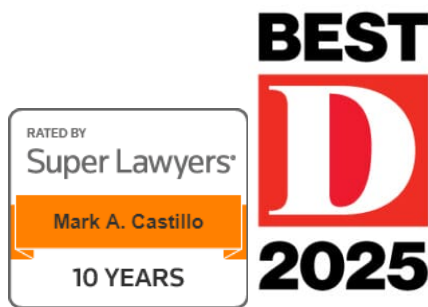 RATED BY
Super Lawyers®
Mark A. Castillo
10 YEARS
BEST
D
2025